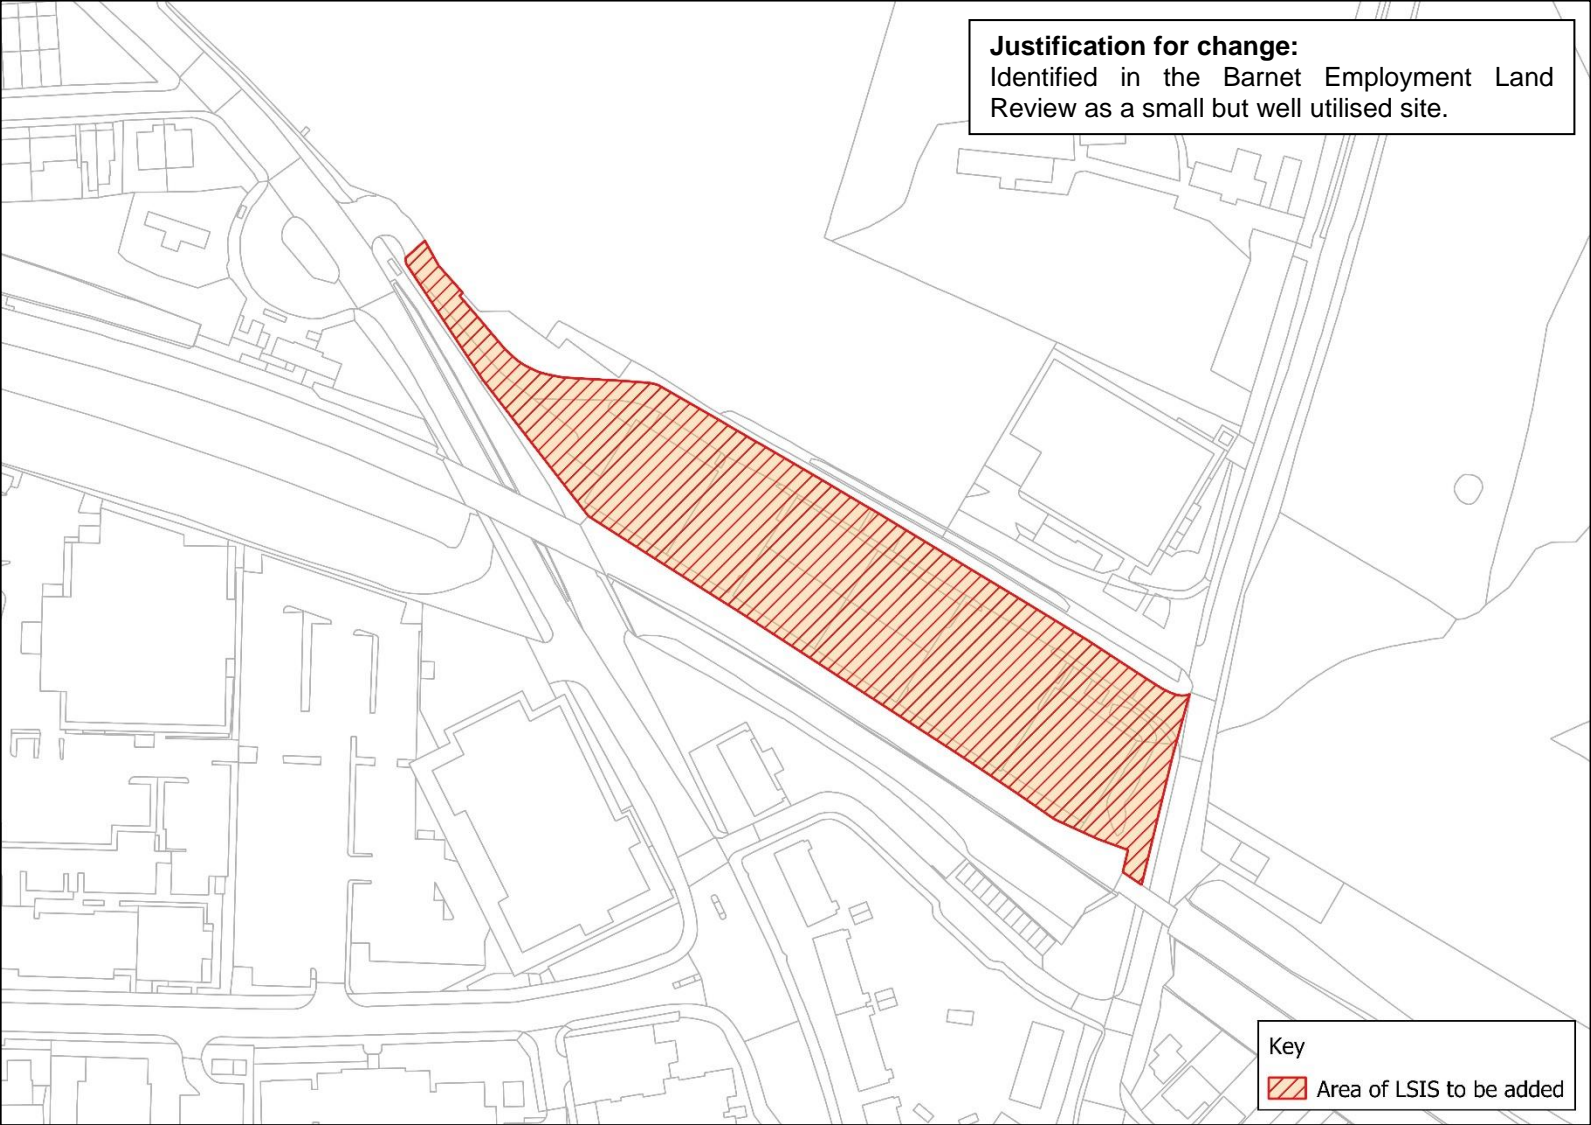 Justification for change:
Identified in the Barnet Employment Land
Review as a small but well utilised site.
Key
Area of LSIS to be added